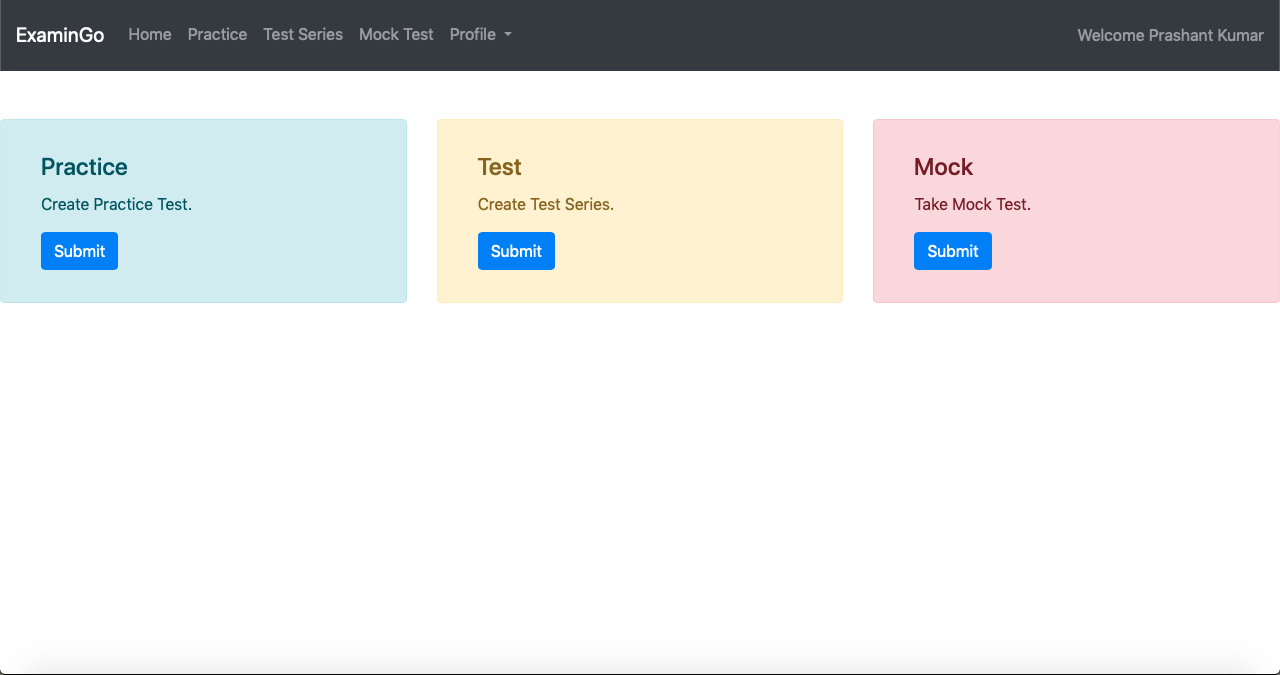 ExaminGo Home Practice Test Series Mock Test Profile Welcome Prashant Kumar
Practice
Create Practice Test.
Submit
Test
Create Test Series.
Submit
Mock
Take Mock Test.
Submit